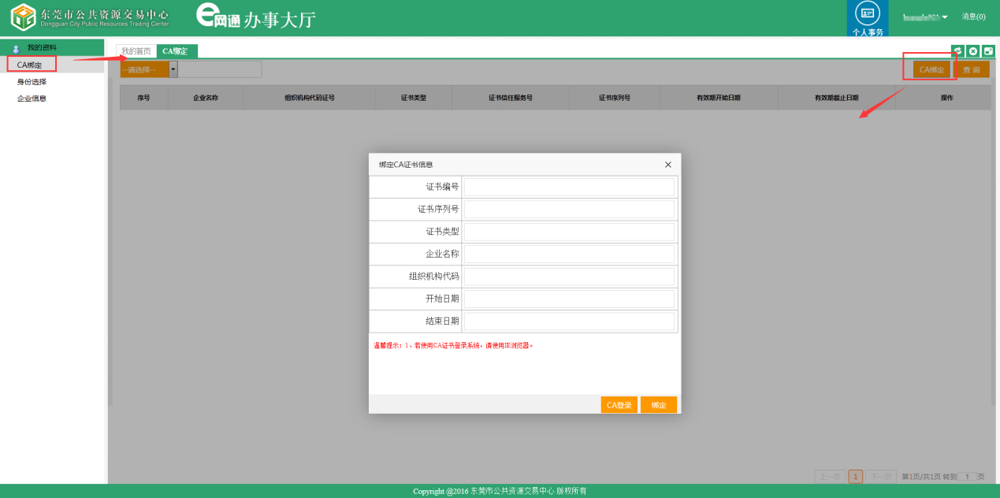 东莞市公共资源交易中心
Dongguan City Public Resources Trading Center
e网通 办事大厅
个人事务
消息(0)
我的资料
CA绑定
身份选择
企业信息
我的首页
CA绑定
--请选择--
CA绑定
查 询
序号
企业名称
组织机构代码证号
证书类型
证书信任服务号
证书序列号
有效期开始日期
有效期截止日期
操作
绑定CA证书信息
证书编号
证书序列号
证书类型
企业名称
组织机构代码
开始日期
结束日期
温馨提示：1、若使用CA证书登录系统，请使用IE浏览器。
CA登录
绑定
上一页 1 下一页 第1页/共1页 转到 1 页
Copyright @2016 东莞市公共资源交易中心 版权所有